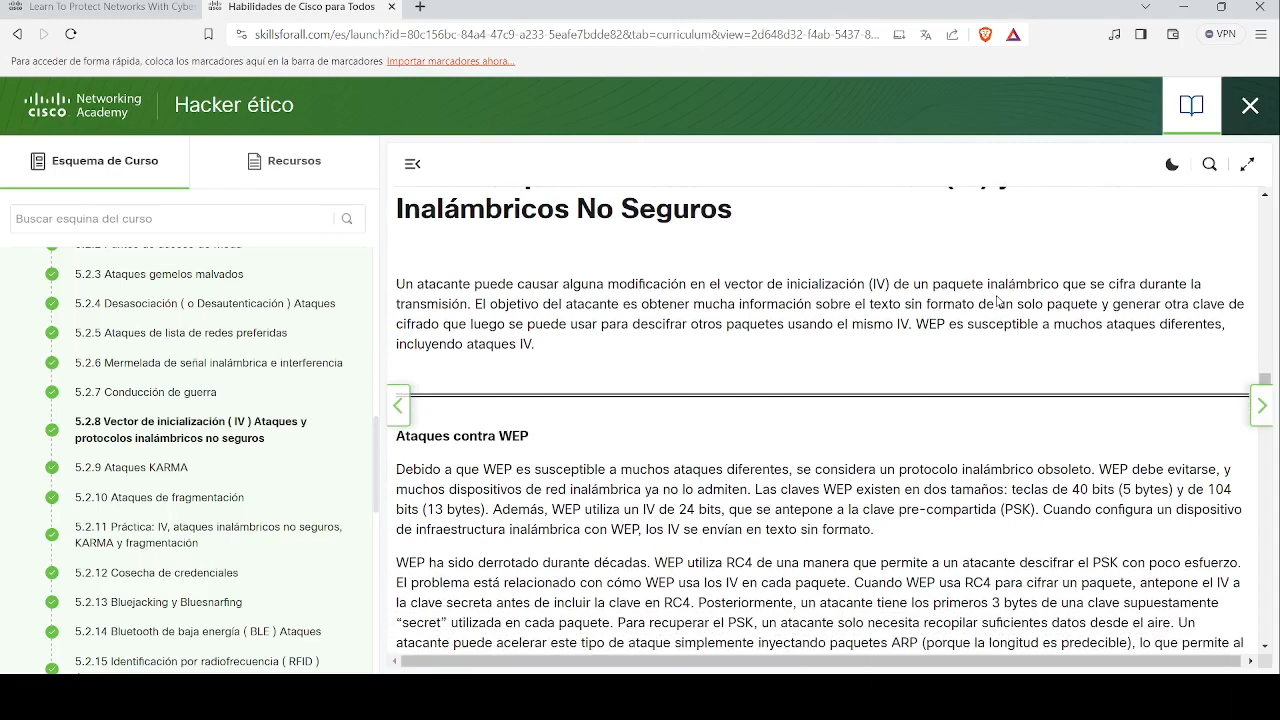 Learn To Protect Networks With Cyber
Habilidades de Cisco para Todos
skillsforall.com/es/launch?id=80c156bc-84a4-47c9-a233-5eafe7bdde82&tab=curriculum&view=2d648d32-f4ab-5437-8...
VPN
Para acceder de forma rápida, coloca los marcadores aquí en la barra de marcadores Importar marcadores ahora...
cisco Networking Academy
Hacker ético
Esquema de Curso
Recursos
Buscar esquina del curso
5.2.3 Ataques gemelos malvados
5.2.4 Desasociación ( o Desautenticación ) Ataques
5.2.5 Ataques de lista de redes preferidas
5.2.6 Mermelada de señal inalámbrica e interferencia
5.2.7 Conducción de guerra
5.2.8 Vector de inicialización ( IV ) Ataques y
protocolos inalámbricos no seguros
5.2.9 Ataques KARMA
5.2.10 Ataques de fragmentación
5.2.11 Práctica: IV, ataques inalámbricos no seguros,
KARMA y fragmentación
5.2.12 Cosecha de credenciales
5.2.13 Bluejacking y Bluesnarfing
5.2.14 Bluetooth de baja energía ( BLE ) Ataques
5.2.15 Identificación por radiofrecuencia ( RFID )
Inalámbricos No Seguros
Un atacante puede causar alguna modificación en el vector de inicialización (IV) de un paquete inalámbrico que se cifra durante la
transmisión. El objetivo del atacante es obtener mucha información sobre el texto sin formato de un solo paquete y generar otra clave de
cifrado que luego se puede usar para descifrar otros paquetes usando el mismo IV. WEP es susceptible a muchos ataques diferentes,
incluyendo ataques IV.
Ataques contra WEP
Debido a que WEP es susceptible a muchos ataques diferentes, se considera un protocolo inalámbrico obsoleto. WEP debe evitarse, y
muchos dispositivos de red inalámbrica ya no lo admiten. Las claves WEP existen en dos tamaños: teclas de 40 bits (5 bytes) y de 104
bits (13 bytes). Además, WEP utiliza un IV de 24 bits, que se antepone a la clave pre-compartida (PSK). Cuando configura un dispositivo
de infraestructura inalámbrica con WEP, los IV se envían en texto sin formato.
WEP ha sido derrotado durante décadas. WEP utiliza RC4 de una manera que permite a un atacante descifrar el PSK con poco esfuerzo.
El problema está relacionado con cómo WEP usa los IV en cada paquete. Cuando WEP usa RC4 para cifrar un paquete, antepone el IV a
la clave secreta antes de incluir la clave en RC4. Posteriormente, un atacante tiene los primeros 3 bytes de una clave supuestamente
“secret” utilizada en cada paquete. Para recuperar el PSK, un atacante solo necesita recopilar suficientes datos desde el aire. Un
atacante puede acelerar este tipo de ataque simplemente inyectando paquetes ARP (porque la longitud es predecible), lo que permite al